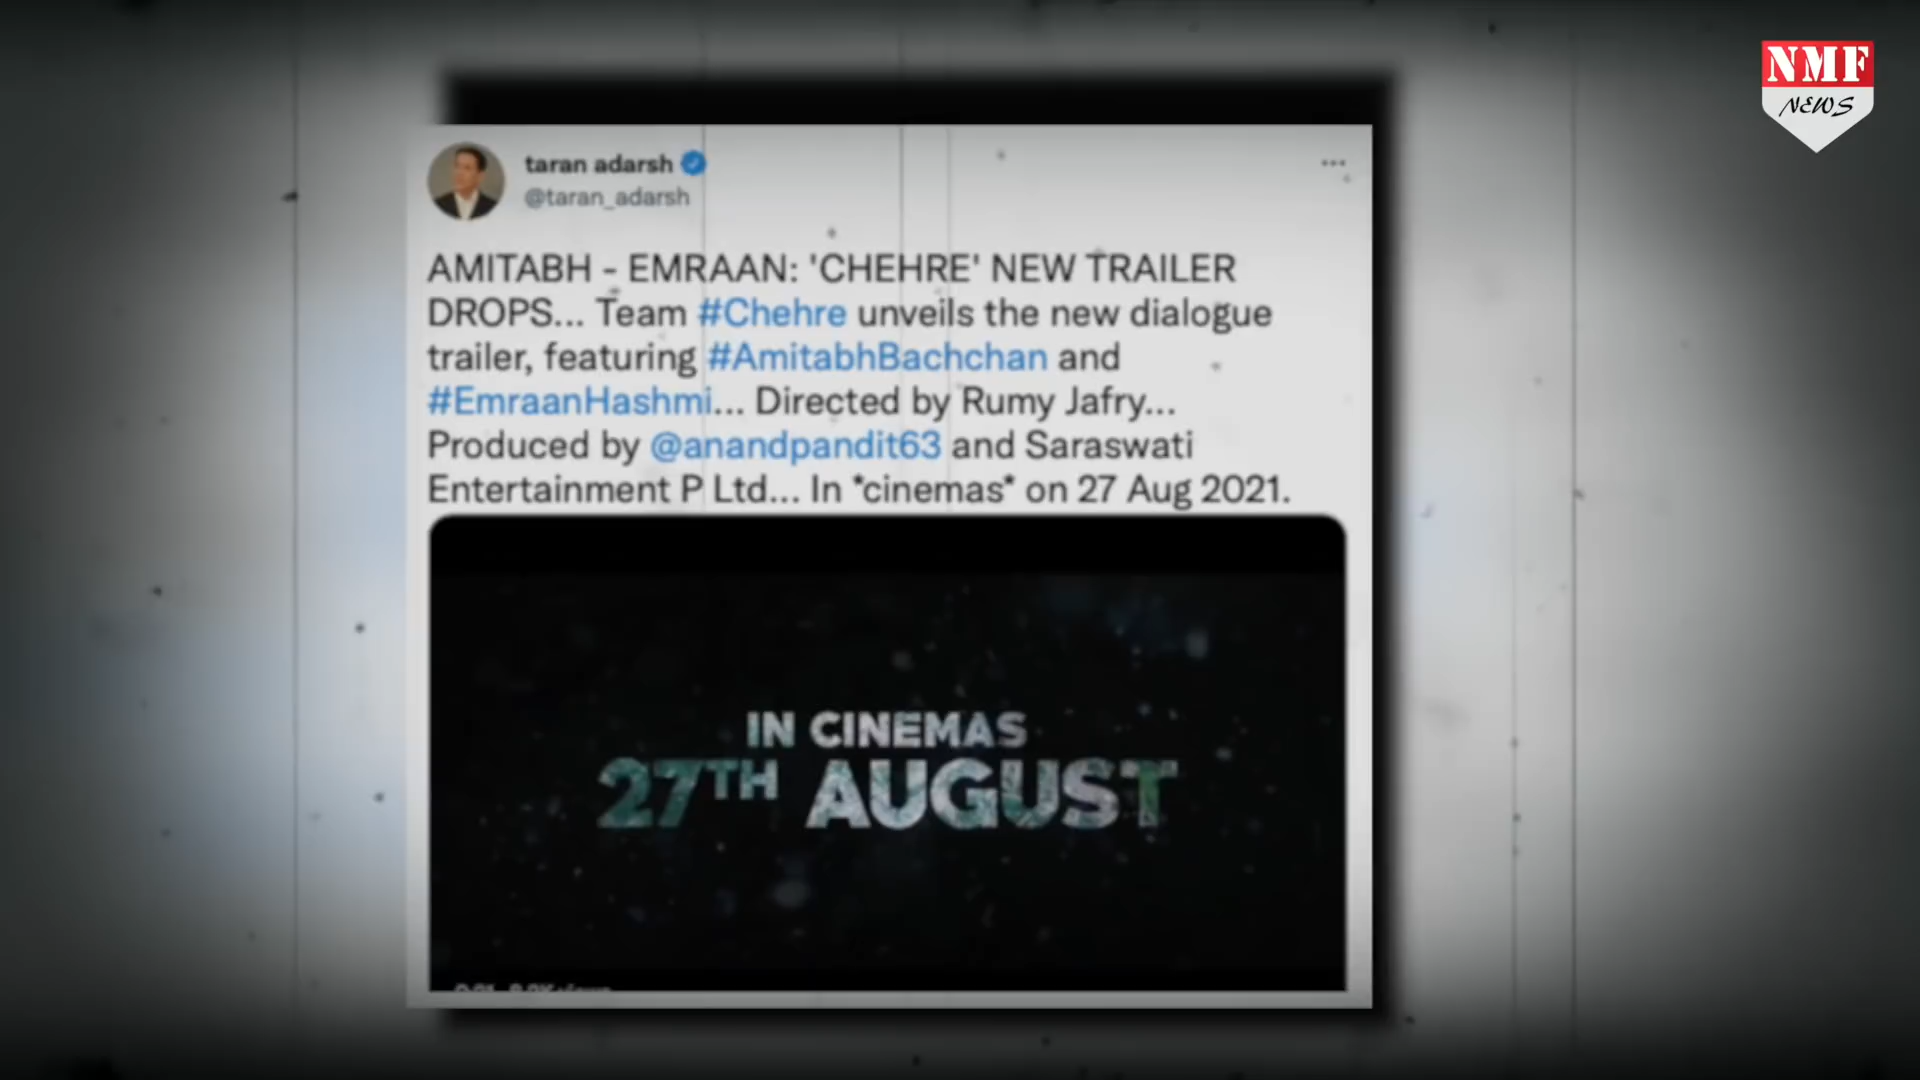 NMF
NEWS
taran adarsh
@taran_adarsh
AMITABH - EMRAAN: 'CHEHRE' NEW TRAILER
DROPS... Team #Chehre unveils the new dialogue
trailer, featuring #AmitabhBachchan and
#EmraanHashmi... Directed by Rumy Jafry...
Produced by @anandpandit63 and Saraswati
Entertainment P Ltd... In *cinemas* on 27 Aug 2021.
IN CINEMAS
27TH AUGUST